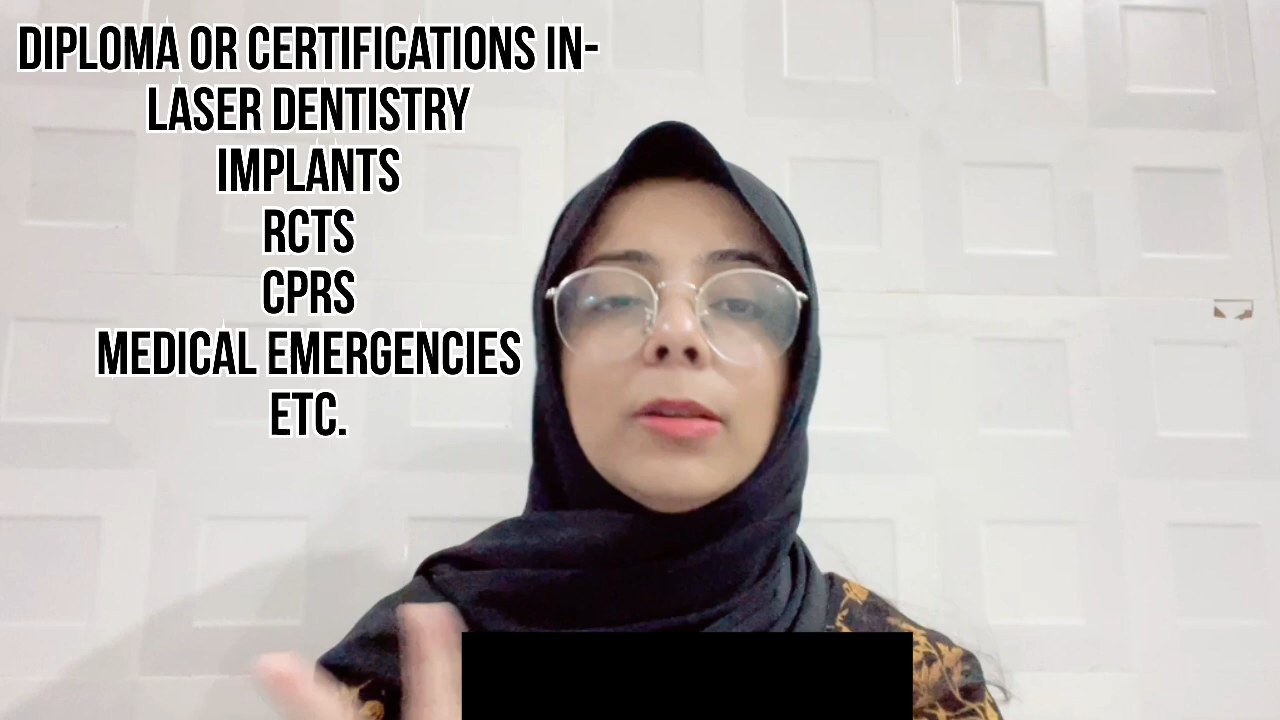 DIPLOMA OR CERTIFICATIONS IN-
LASER DENTISTRY
IMPLANTS
RCTS
CPRS
MEDICAL EMERGENCIES
ETC.